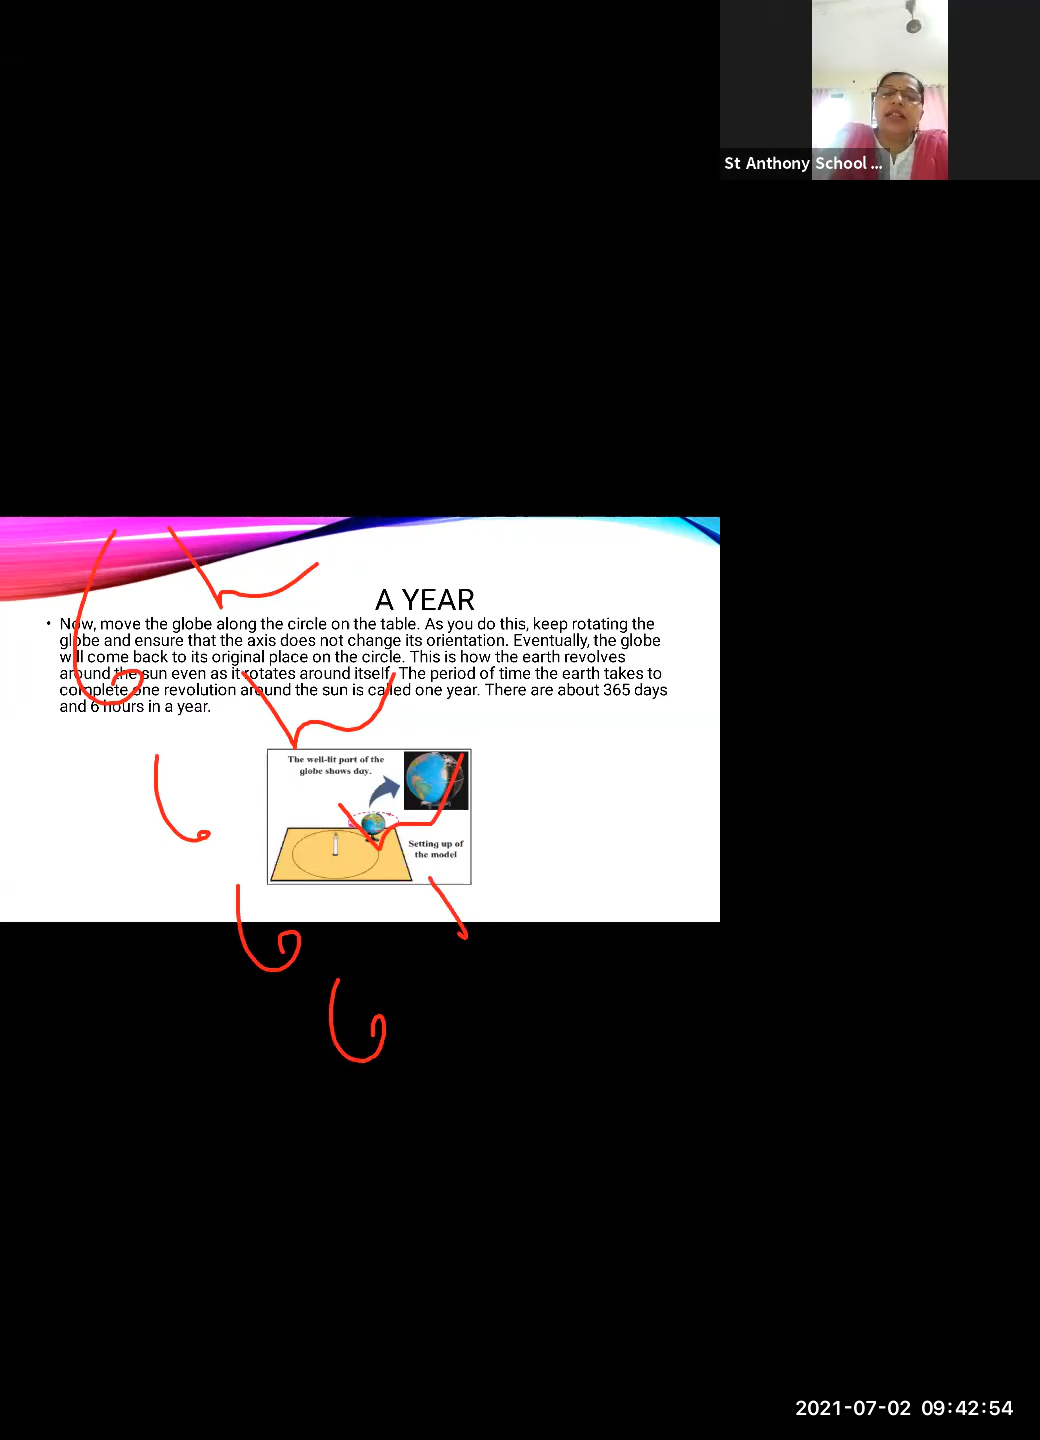 St Anthony School ...
A YEAR
• Now, move the globe along the circle on the table. As you do this, keep rotating the
globe and ensure that the axis does not change its orientation. Eventually, the globe
will come back to its original place on the circle. This is how the earth revolves
around the sun even as it rotates around itself. The period of time the earth takes to
complete one revolution around the sun is called one year. There are about 365 days
and 6 hours in a year.
The well-lit part of the
globe shows day.
Setting up of
the model
2021-07-02 09:42:54